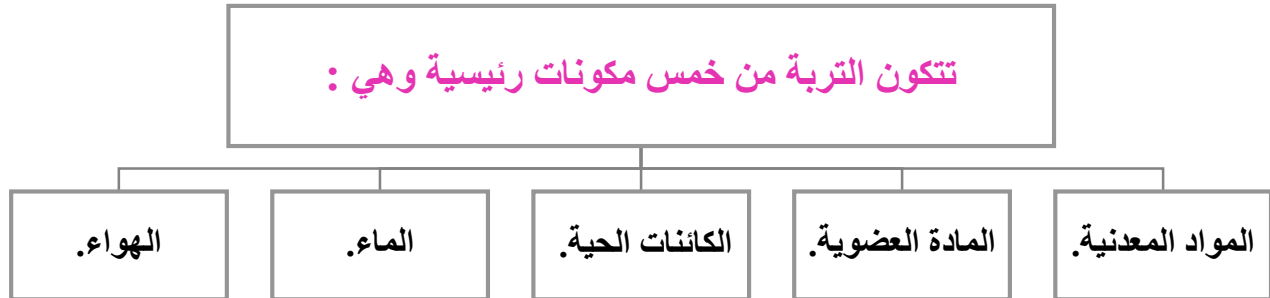 تتكون التربة من خمس مكونات رئيسية وهي :
المواد المعدنية.
المادة العضوية.
الكائنات الحية.
الماء.
الهواء.